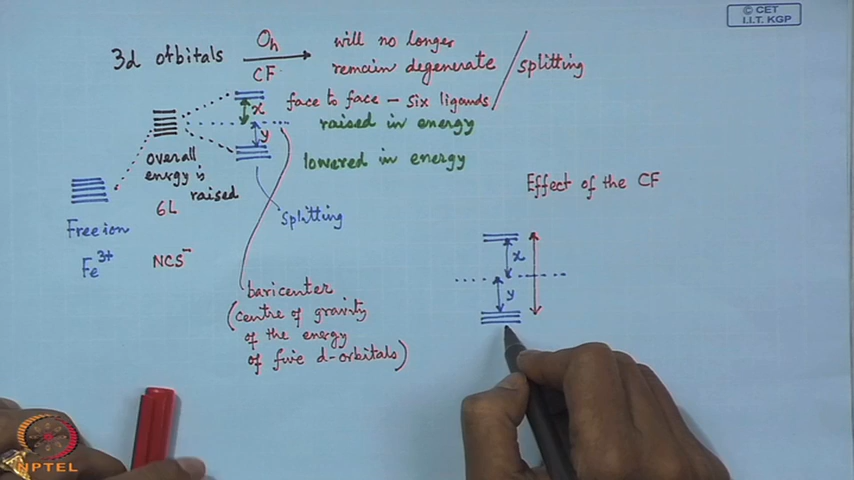 © CET
I.I.T. KGP
3d orbitals
Oh
CF
will no longer
remain degenerate
splitting
face to face - six ligands
x
raised in energy
y
lowered in energy
overall
energy is
raised
6L
Free ion
Fe3+
NCS-
splitting
baricenter
(centre of gravity
of the energy
of five d-orbitals)
Effect of the CF
x
y
NPTEL